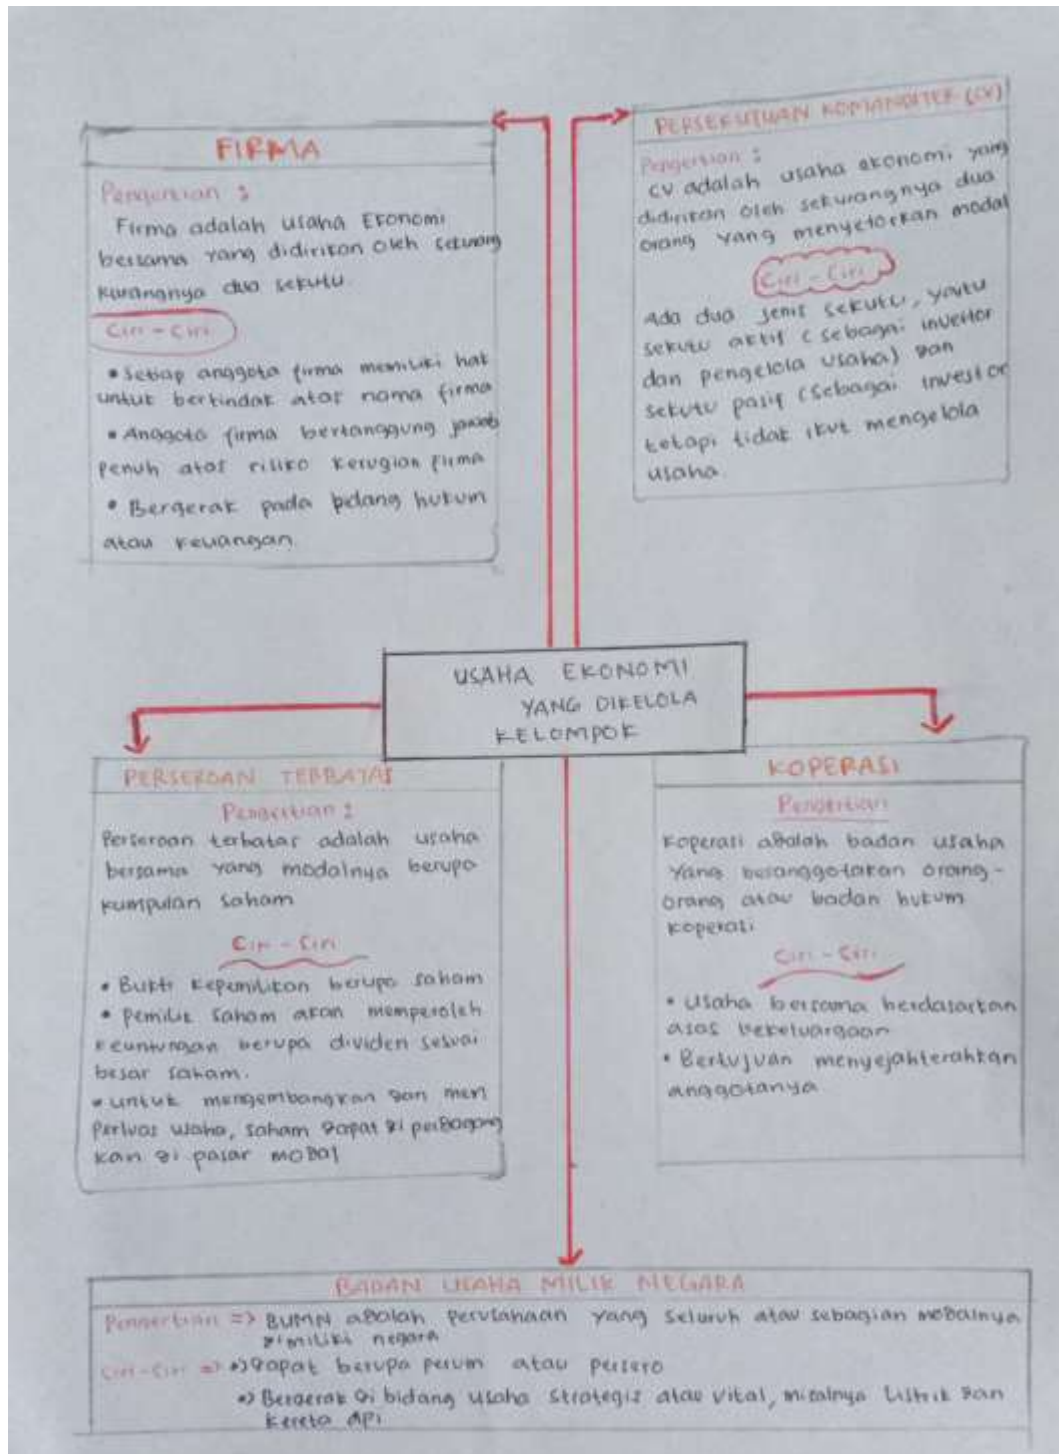 FIRMA
Pengertian :
Firma adalah usaha Ekonomi
bersama yang didirikan oleh sekurang
kurangnya dua sekutu.
Ciri - Ciri
• Setiap anggota firma memiliki hak
untuk bertindak atas nama firma
• Anggota firma bertanggung jawab
penuh atas risiko kerugian firma
• Bergerak pada bidang hukum
atau keuangan.
PERSEKUTUAN KOMANDITER (CV)
Pengertian :
CV adalah usaha ekonomi yang
didirikan oleh sekurangnya dua
orang yang menyetorkan modal
Ciri - Ciri
Ada dua jenis sekutu, yaitu
sekutu aktif (sebagai investor
dan pengelola usaha) dan
sekutu pasif (sebagai investor
tetapi tidak ikut mengelola
usaha.
USAHA EKONOMI
YANG DIKELOLA
KELOMPOK
PERSEROAN TERBATAS
Pengertian :
Perseroan terbatas adalah usaha
bersama yang modalnya berupa
kumpulan saham
Ciri - Ciri
• Bukti kepemilikan berupa saham
• pemilik saham akan memperoleh
keuntungan berupa dividen sesuai
besar saham.
• untuk mengembangkan dan mem
perluas usaha, saham dapat di perdagang
kan di pasar modal
KOPERASI
Pengertian
Koperasi adalah badan usaha
yang beranggotakan orang-
orang atau badan hukum
koperasi
Ciri - Ciri
• Usaha bersama berdasarkan
asas kekeluargaan
• Bertujuan menyejahterahkan
anggotanya
BADAN USAHA MILIK NEGARA
Pengertian => BUMN adalah perusahaan yang seluruh atau sebagian modalnya
dimiliki negara
Ciri-Ciri => •) dapat berupa perum atau persero
•) Bergerak di bidang usaha strategis atau vital, misalnya listrik dan
kereta api